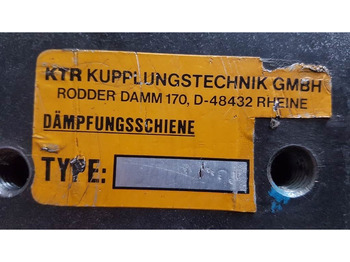 KTR KUPPLUNGSTECHNIK GMBH
RODDER DAMM 170, D-48432 RHEINE
DÄMPFUNGSSCHIENE
TYPE: